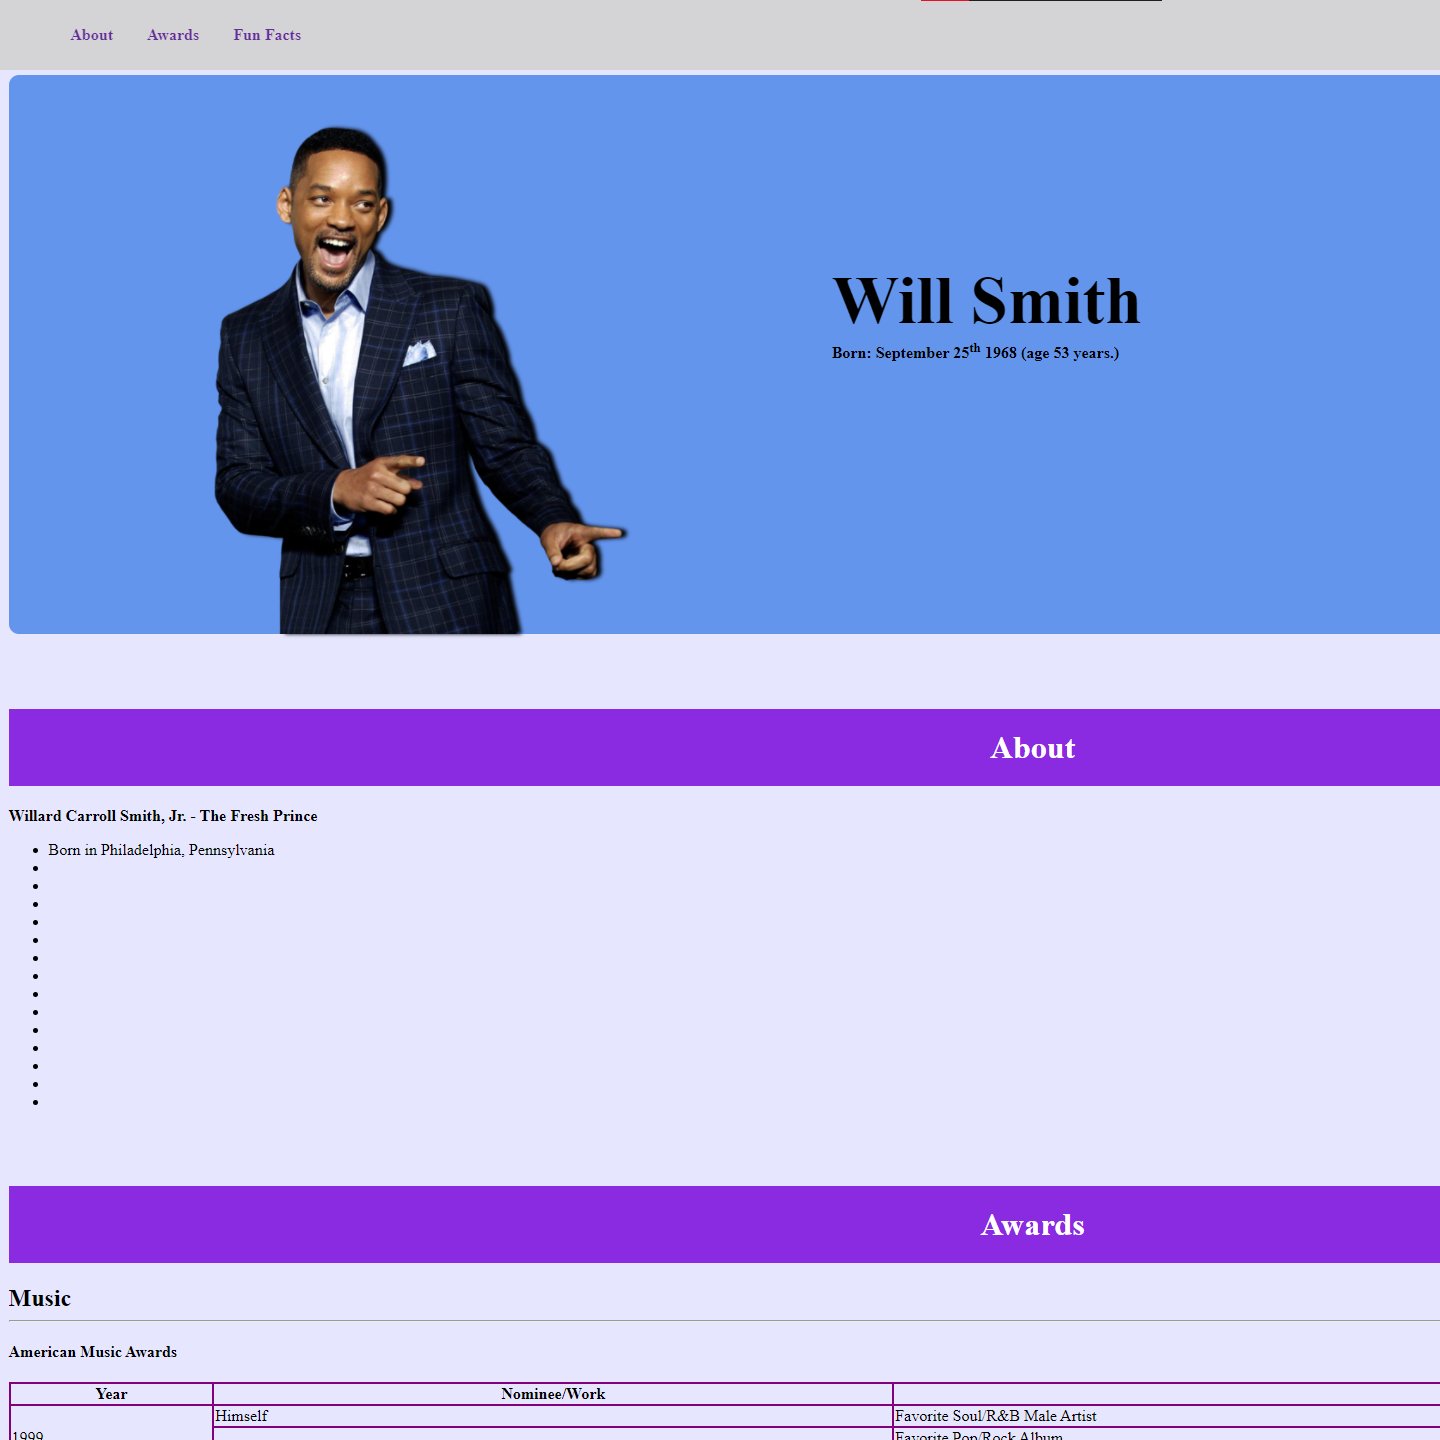 About Awards Fun Facts
Will Smith
Born: September 25th 1968 (age 53 years.)
About
Willard Carroll Smith, Jr. - The Fresh Prince
Born in Philadelphia, Pennsylvania
Awards
Music
American Music Awards
Year Nominee/Work
Himself Favorite Soul/R&B Male Artist
1999 Favorite Pop/Rock Album